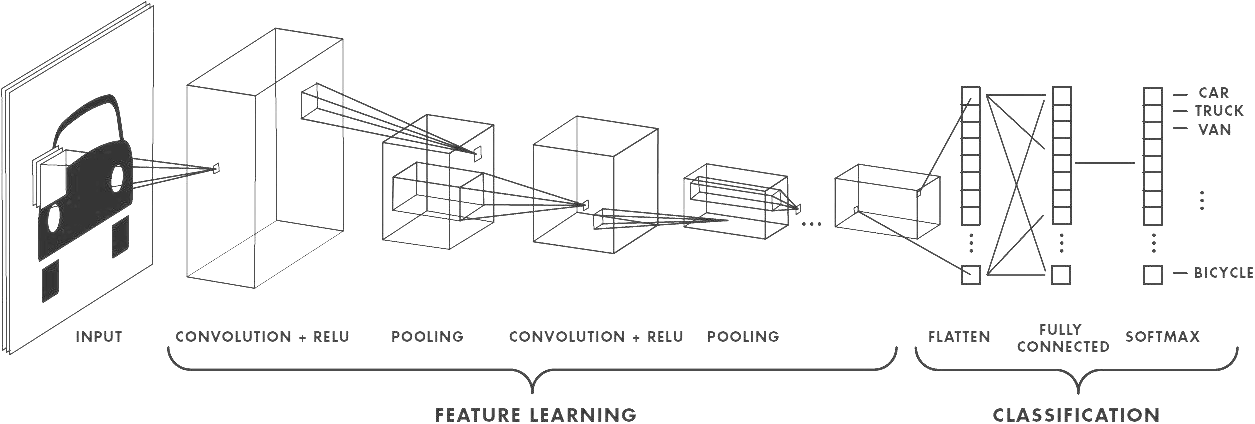 CAR
TRUCK
VAN
BICYCLE
INPUT
CONVOLUTION + RELU
POOLING
CONVOLUTION + RELU
POOLING
FLATTEN
FULLY
CONNECTED
SOFTMAX
FEATURE LEARNING
CLASSIFICATION